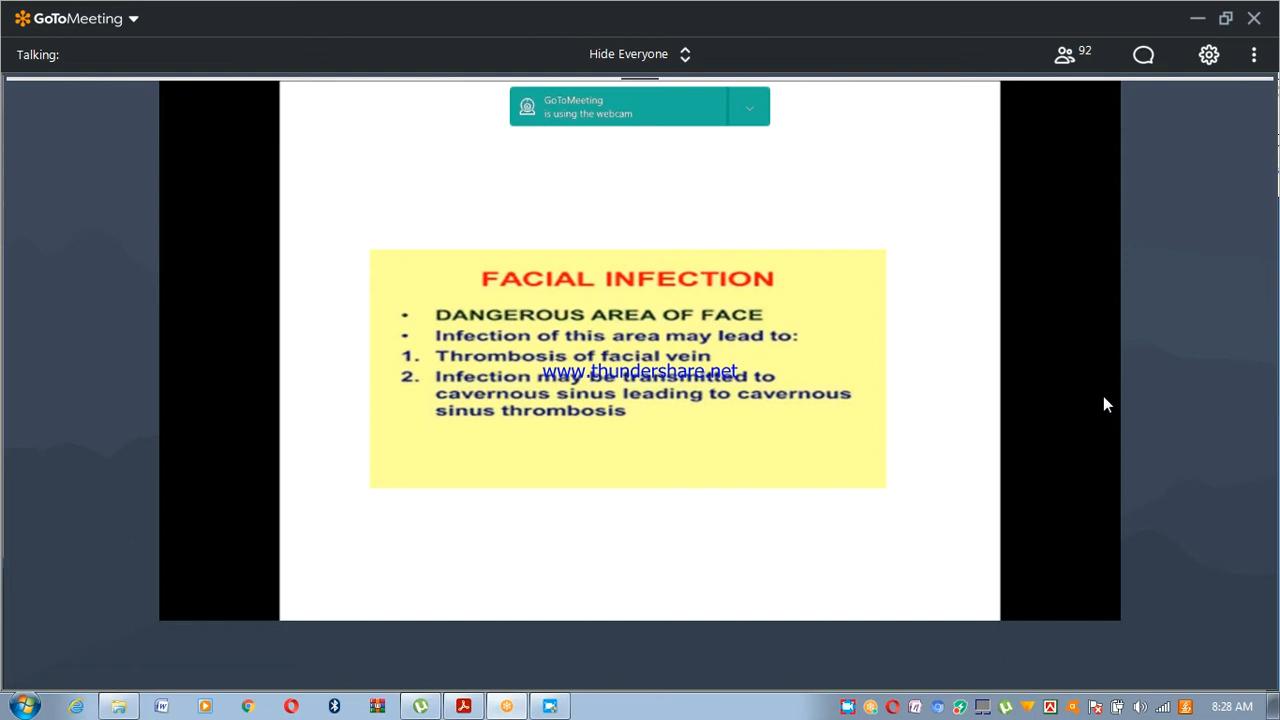 GoToMeeting
Talking:
Hide Everyone
92
GoToMeeting
is using the webcam
FACIAL INFECTION
• DANGEROUS AREA OF FACE
• Infection of this area may lead to:
1. Thrombosis of facial vein
www.thundershare.net
2. Infection may be transmitted to
cavernous sinus leading to cavernous
sinus thrombosis
8:28 AM